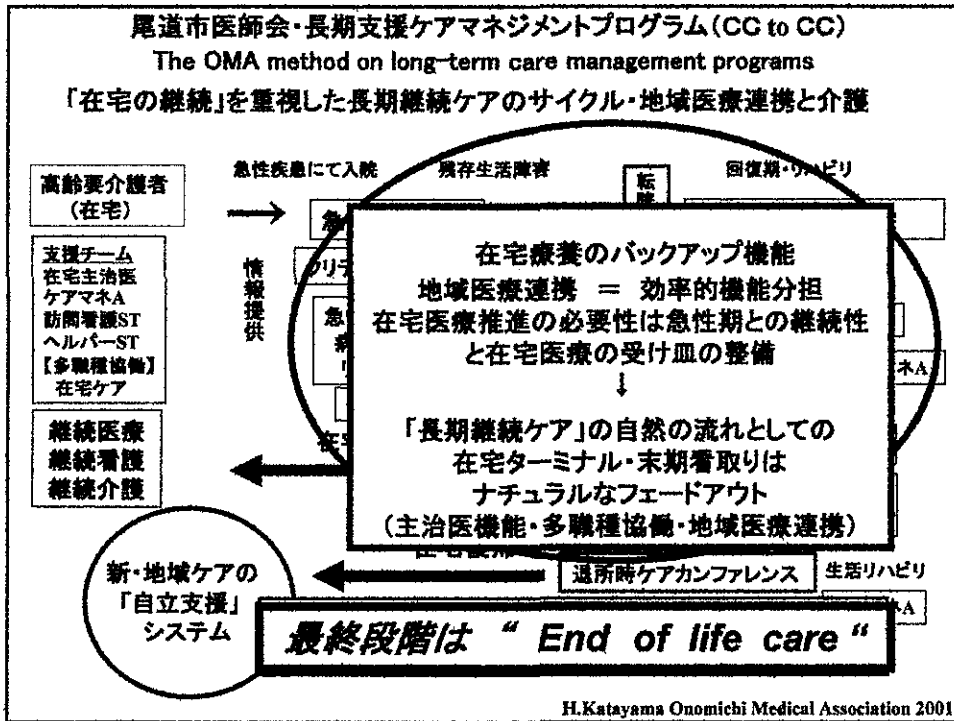 尾道市医師会・長期支援ケアマネジメントプログラム(CC to CC)
The OMA method on long-term care management programs
「在宅の継続」を重視した長期継続ケアのサイクル・地域医療連携と介護
急性疾患にて入院
残存生活障害
回復期・リハビリ
高齢要介護者
(在宅)
転院
支援チーム
在宅主治医
ケアマネA
訪問看護ST
ヘルパーST
【多職種協働】
在宅ケア
情報提供
継続医療
継続看護
継続介護
在宅療養のバックアップ機能
地域医療連携 = 効率的機能分担
在宅医療推進の必要性は急性期との継続性
と在宅医療の受け皿の整備
↓
「長期継続ケア」の自然の流れとしての
在宅ターミナル・末期看取りは
ナチュラルなフェードアウト
(主治医機能・多職種協働・地域医療連携)
ネA
新・地域ケアの
「自立支援」
システム
退所時ケアカンファレンス
生活リハビリ
ネA
最終段階は “ End of life care “
H.Katayama Onomichi Medical Association 2001